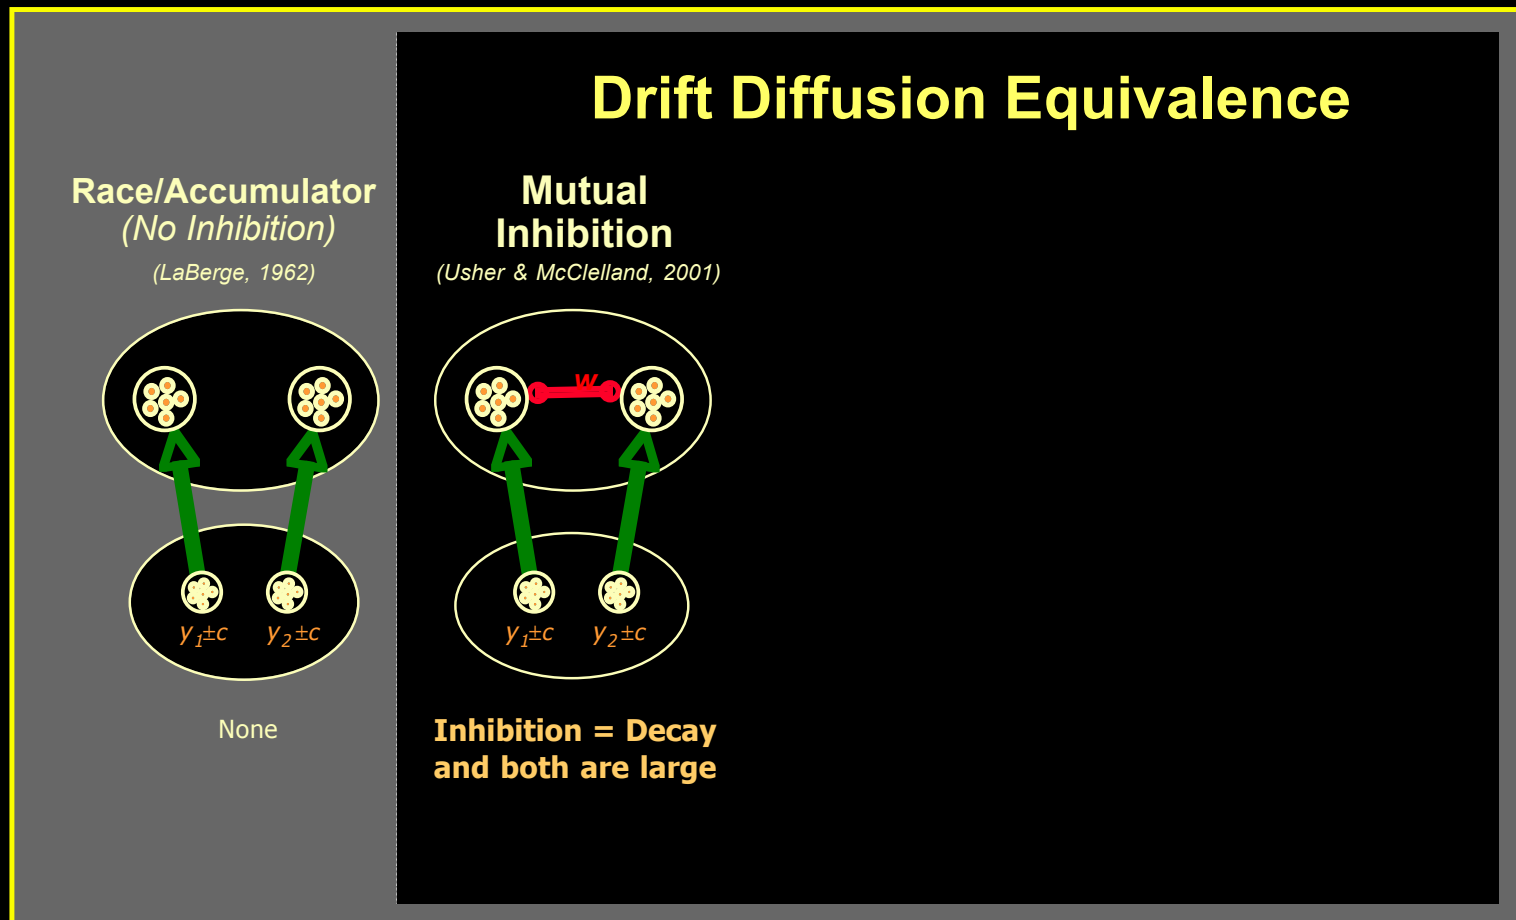 Drift Diffusion Equivalence
Race/Accumulator
(No Inhibition)
(LaBerge, 1962)
y1±c y2±c
None
Mutual
Inhibition
(Usher & McClelland, 2001)
w
y1±c y2±c
Inhibition = Decay
and both are large